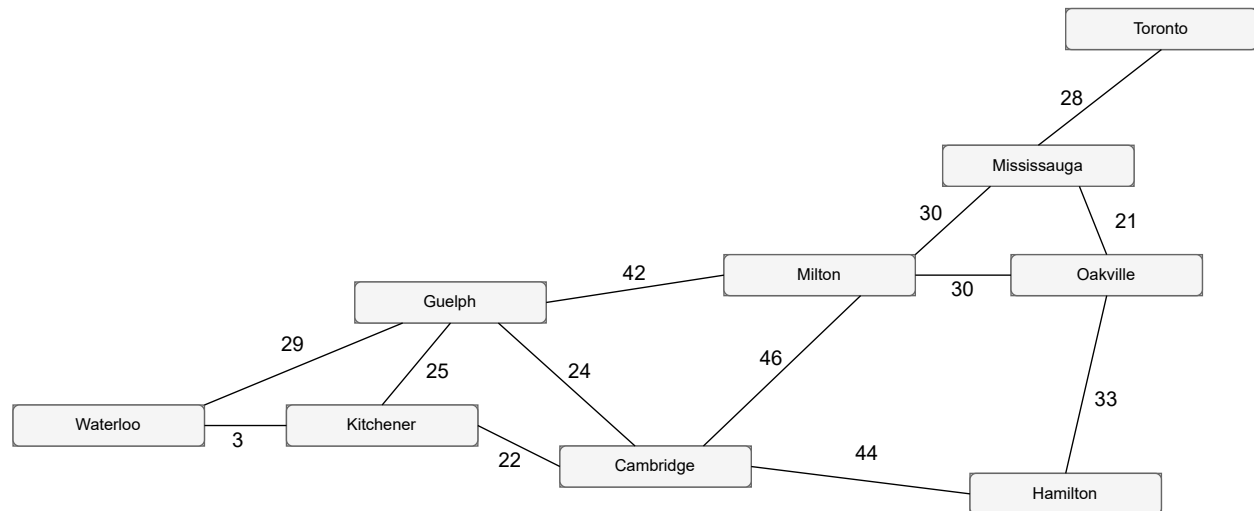 Toronto
28
Mississauga
30
21
42
Milton
30
Oakville
Guelph
29
25
24
46
33
Waterloo
3
Kitchener
22
Cambridge
44
Hamilton